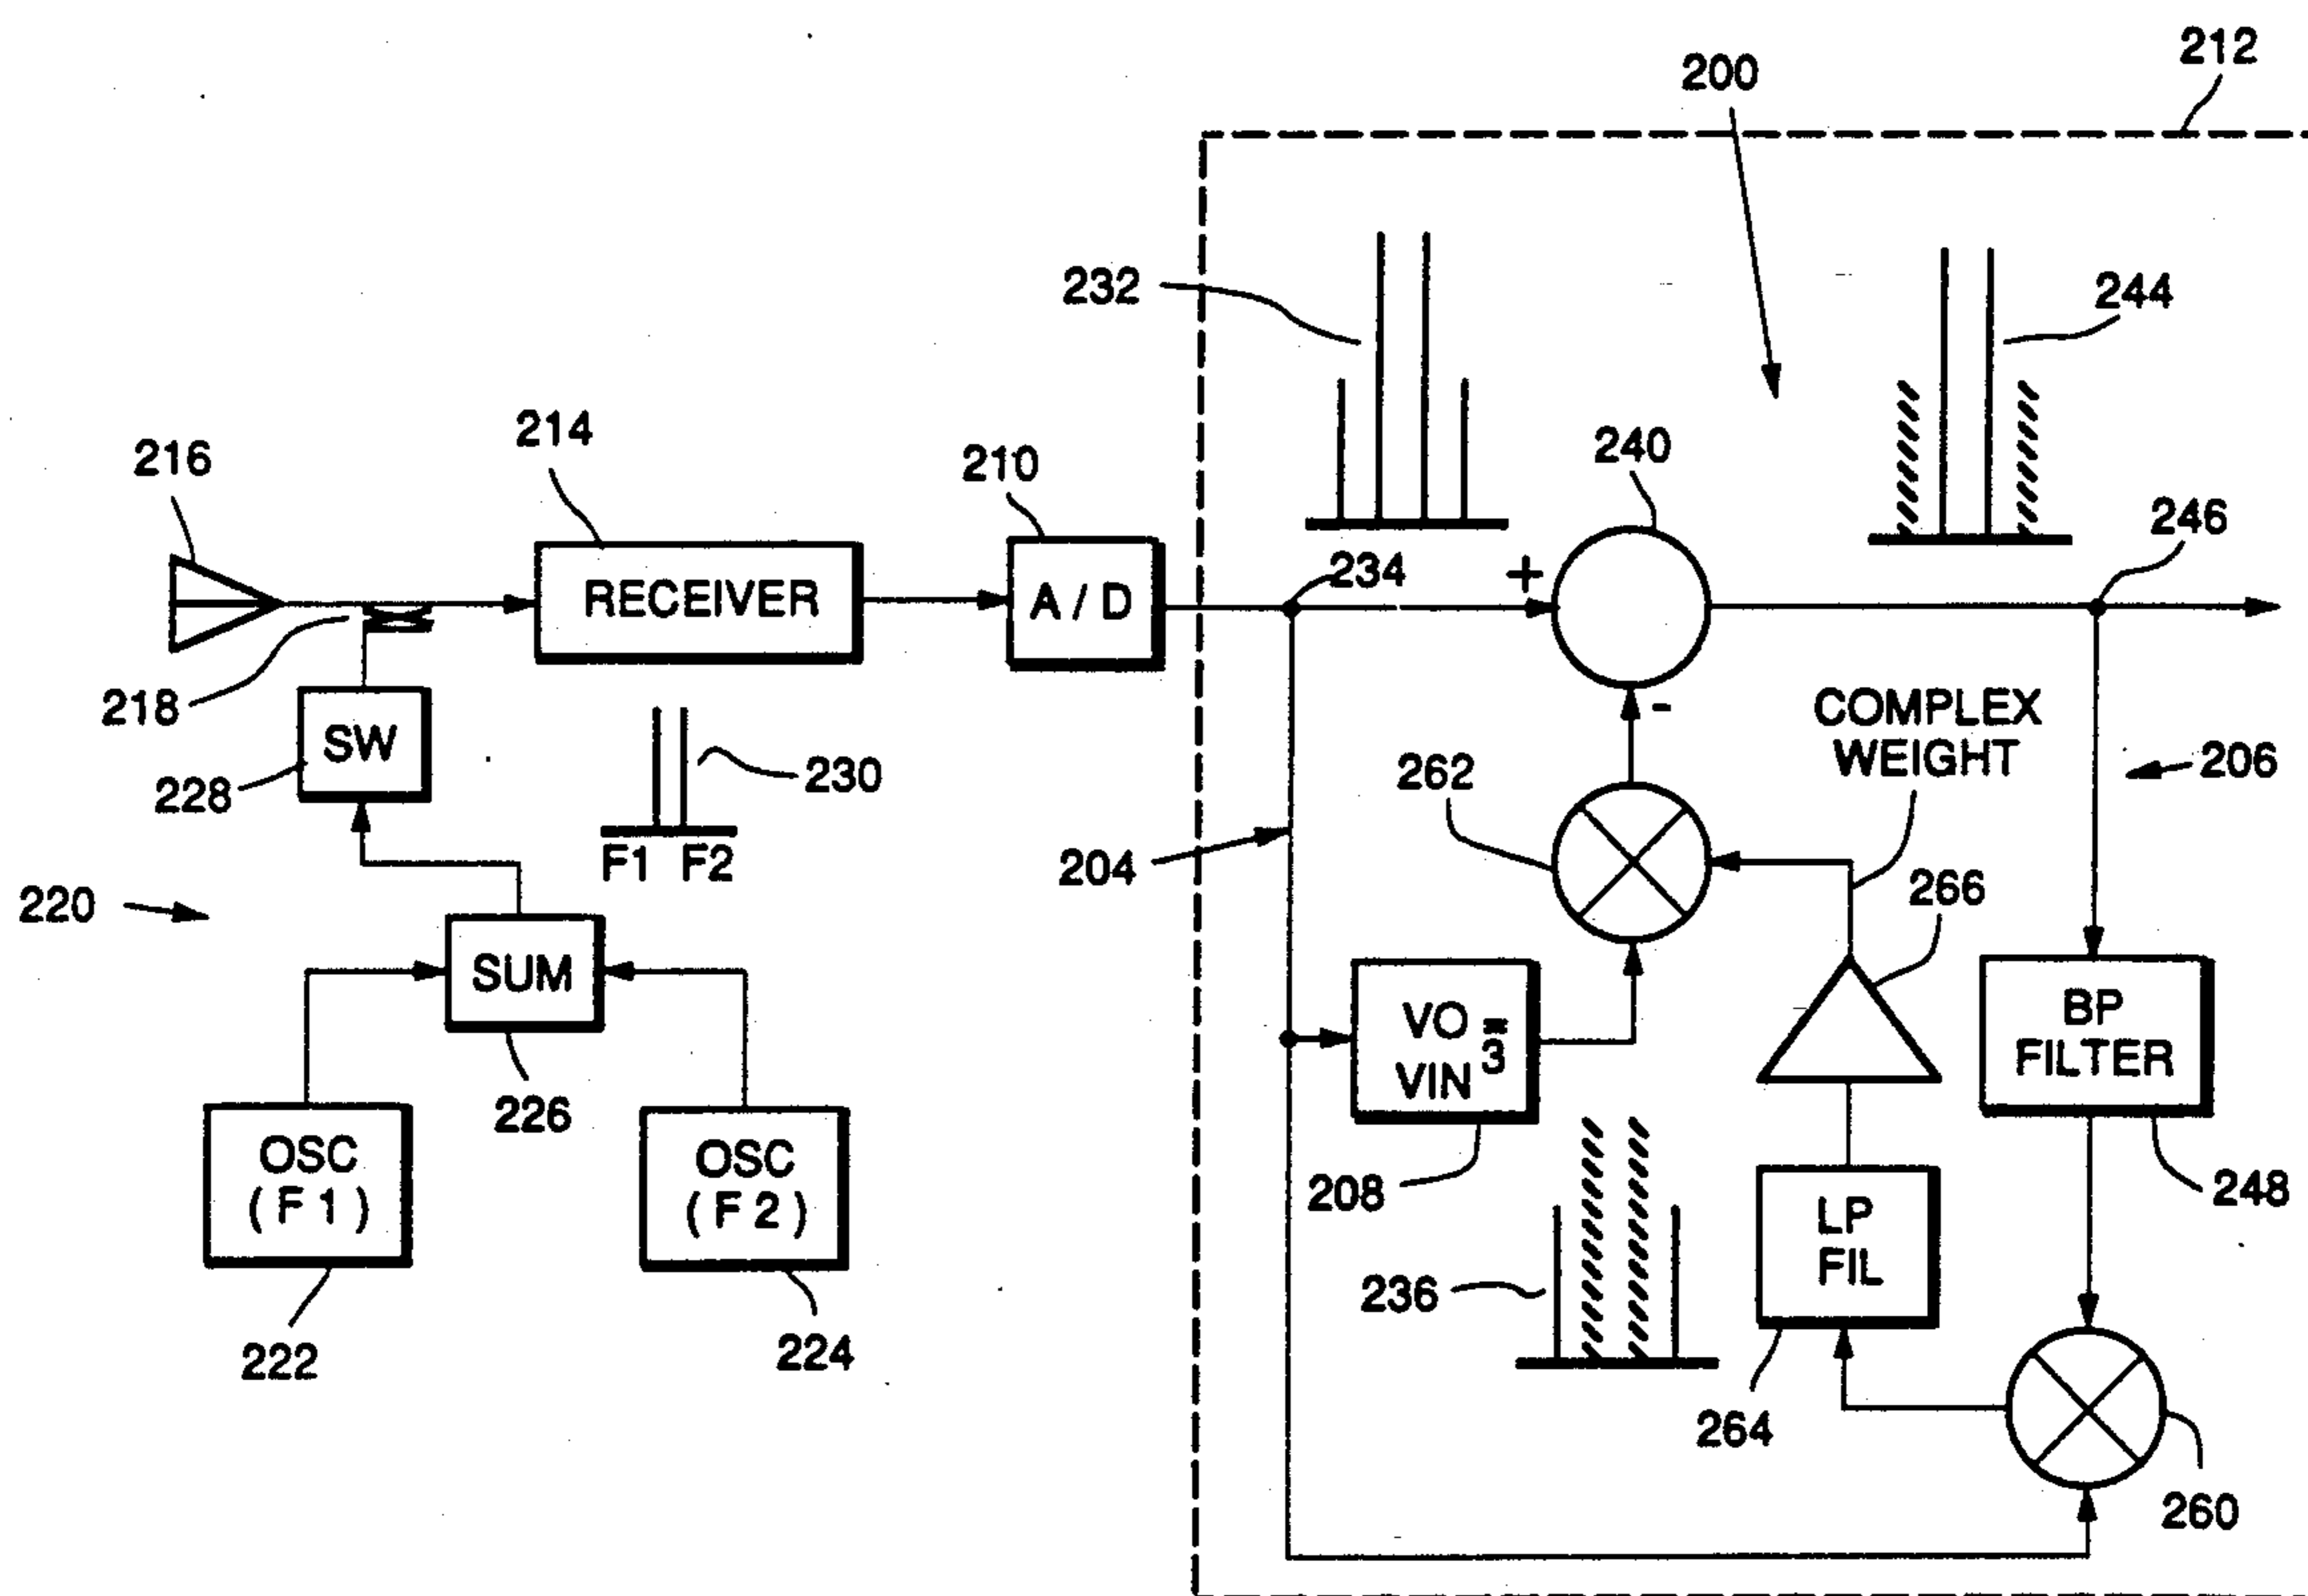 212
200
232
244
214
240
216
210
246
234
+
RECEIVER
A / D
218
SW
-
COMPLEX
WEIGHT
206
262
230
228
F1 F2
204
266
220
SUM
VO =
VIN 3
BP
FILTER
226
OSC
( F 1 )
OSC
( F 2 )
208
LP
FIL
248
236
222
224
264
260